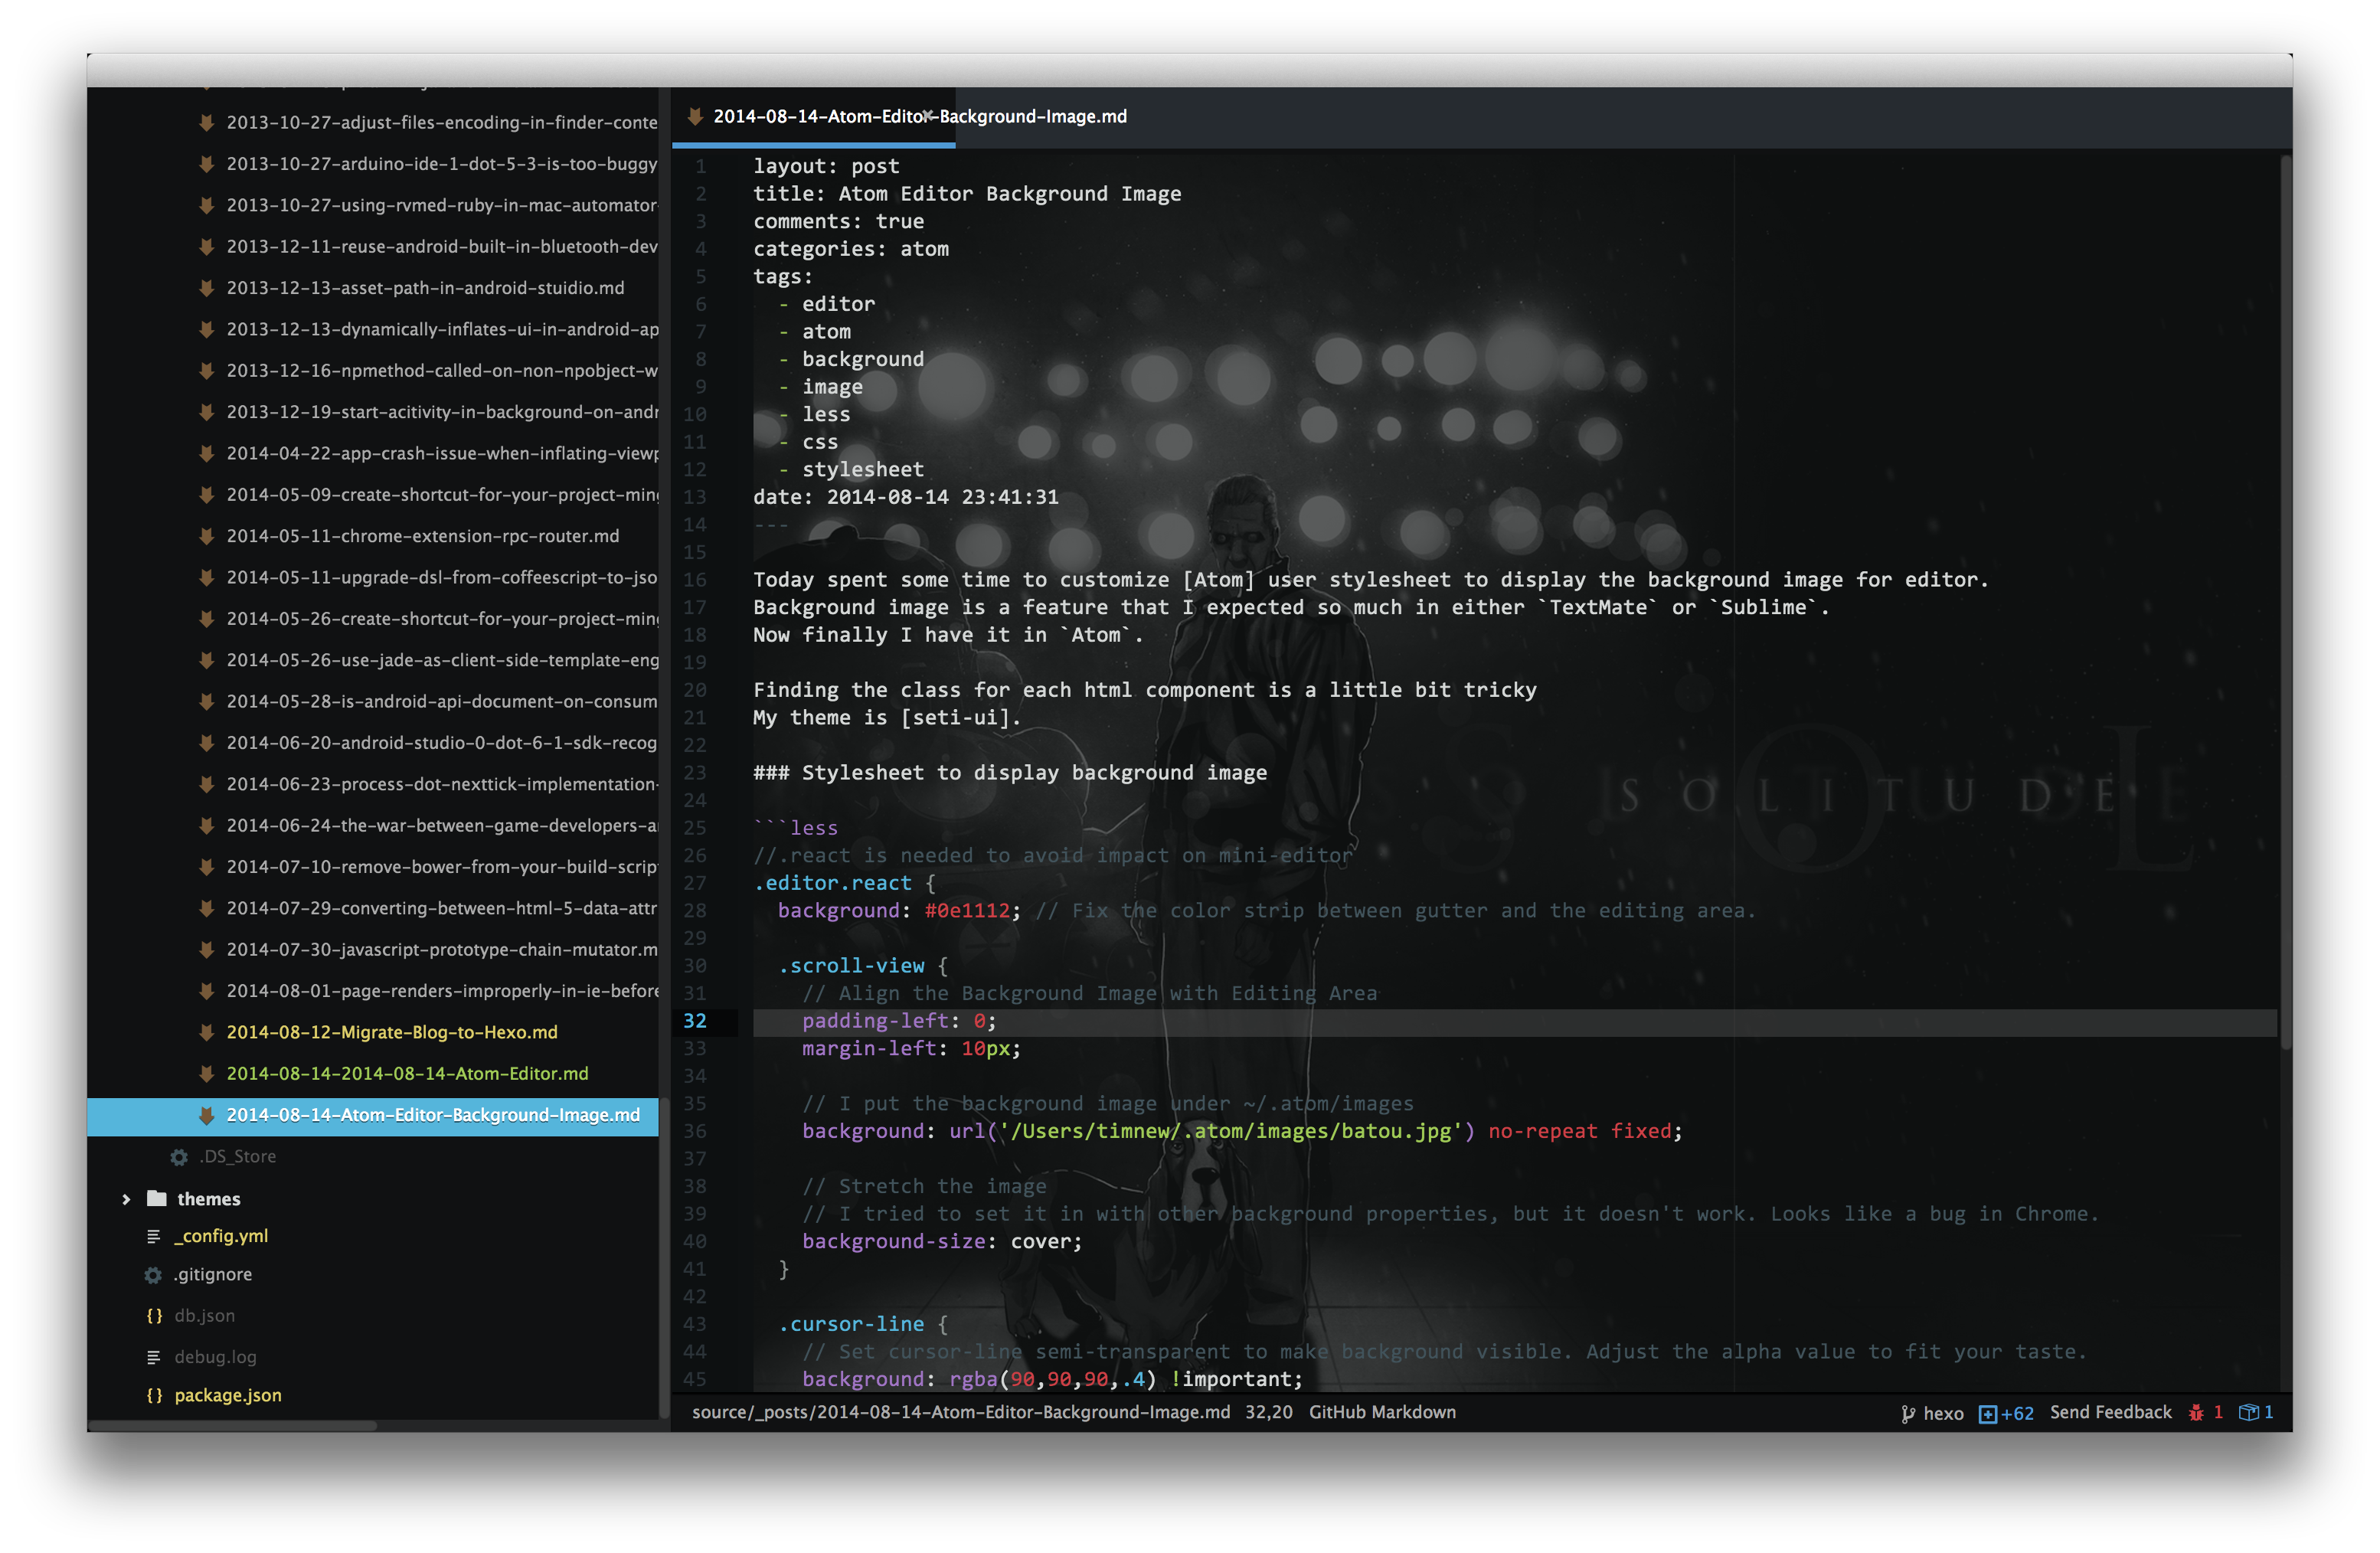 2013-10-27-adjust-files-encoding-in-finder-conte
2013-10-27-arduino-ide-1-dot-5-3-is-too-buggy
2013-10-27-using-rvmed-ruby-in-mac-automator-
2013-12-11-reuse-android-built-in-bluetooth-dev
2013-12-13-asset-path-in-android-stuidio.md
2013-12-13-dynamically-inflates-ui-in-android-ap
2013-12-16-npmethod-called-on-non-npobject-w
2013-12-19-start-acitivity-in-background-on-andr
2014-04-22-app-crash-issue-when-inflating-viewp
2014-05-09-create-shortcut-for-your-project-ming
2014-05-11-chrome-extension-rpc-router.md
2014-05-11-upgrade-dsl-from-coffeescript-to-jso
2014-05-26-create-shortcut-for-your-project-ming
2014-05-26-use-jade-as-client-side-template-eng
2014-05-28-is-android-api-document-on-consum
2014-06-20-android-studio-0-dot-6-1-sdk-recog
2014-06-23-process-dot-nexttick-implementation-
2014-06-24-the-war-between-game-developers-a
2014-07-10-remove-bower-from-your-build-scrip
2014-07-29-converting-between-html-5-data-attr
2014-07-30-javascript-prototype-chain-mutator.m
2014-08-01-page-renders-improperly-in-ie-before
2014-08-12-Migrate-Blog-to-Hexo.md
2014-08-14-2014-08-14-Atom-Editor.md
2014-08-14-Atom-Editor-Background-Image.md
.DS_Store
themes
_config.yml
.gitignore
{} db.json
debug.log
{} package.json
2014-08-14-Atom-Editor-Background-Image.md
1 layout: post
2 title: Atom Editor Background Image
3 comments: true
4 categories: atom
5 tags:
6   - editor
7   - atom
8   - background
9   - image
10   - less
11   - css
12   - stylesheet
13 date: 2014-08-14 23:41:31
14 ---
15
16 Today spent some time to customize [Atom] user stylesheet to display the background image for editor.
17 Background image is a feature that I expected so much in either `TextMate` or `Sublime`.
18 Now finally I have it in `Atom`.
19
20 Finding the class for each html component is a little bit tricky
21 My theme is [seti-ui].
22
23 ### Stylesheet to display background image
24
25 ```less
26 //.react is needed to avoid impact on mini-editor
27 .editor.react {
28   background: #0e1112; // Fix the color strip between gutter and the editing area.
29
30   .scroll-view {
31     // Align the Background Image with Editing Area
32     padding-left: 0;
33     margin-left: 10px;
34
35     // I put the background image under ~/.atom/images
36     background: url('/Users/timnew/.atom/images/batou.jpg') no-repeat fixed;
37
38     // Stretch the image
39     // I tried to set it in with other background properties, but it doesn't work. Looks like a bug in Chrome.
40     background-size: cover;
41   }
42
43   .cursor-line {
44     // Set cursor-line semi-transparent to make background visible. Adjust the alpha value to fit your taste.
45     background: rgba(90,90,90,.4) !important;
SOLITUDE
source/_posts/2014-08-14-Atom-Editor-Background-Image.md 32,20 GitHub Markdown
hexo +62 Send Feedback 1 1